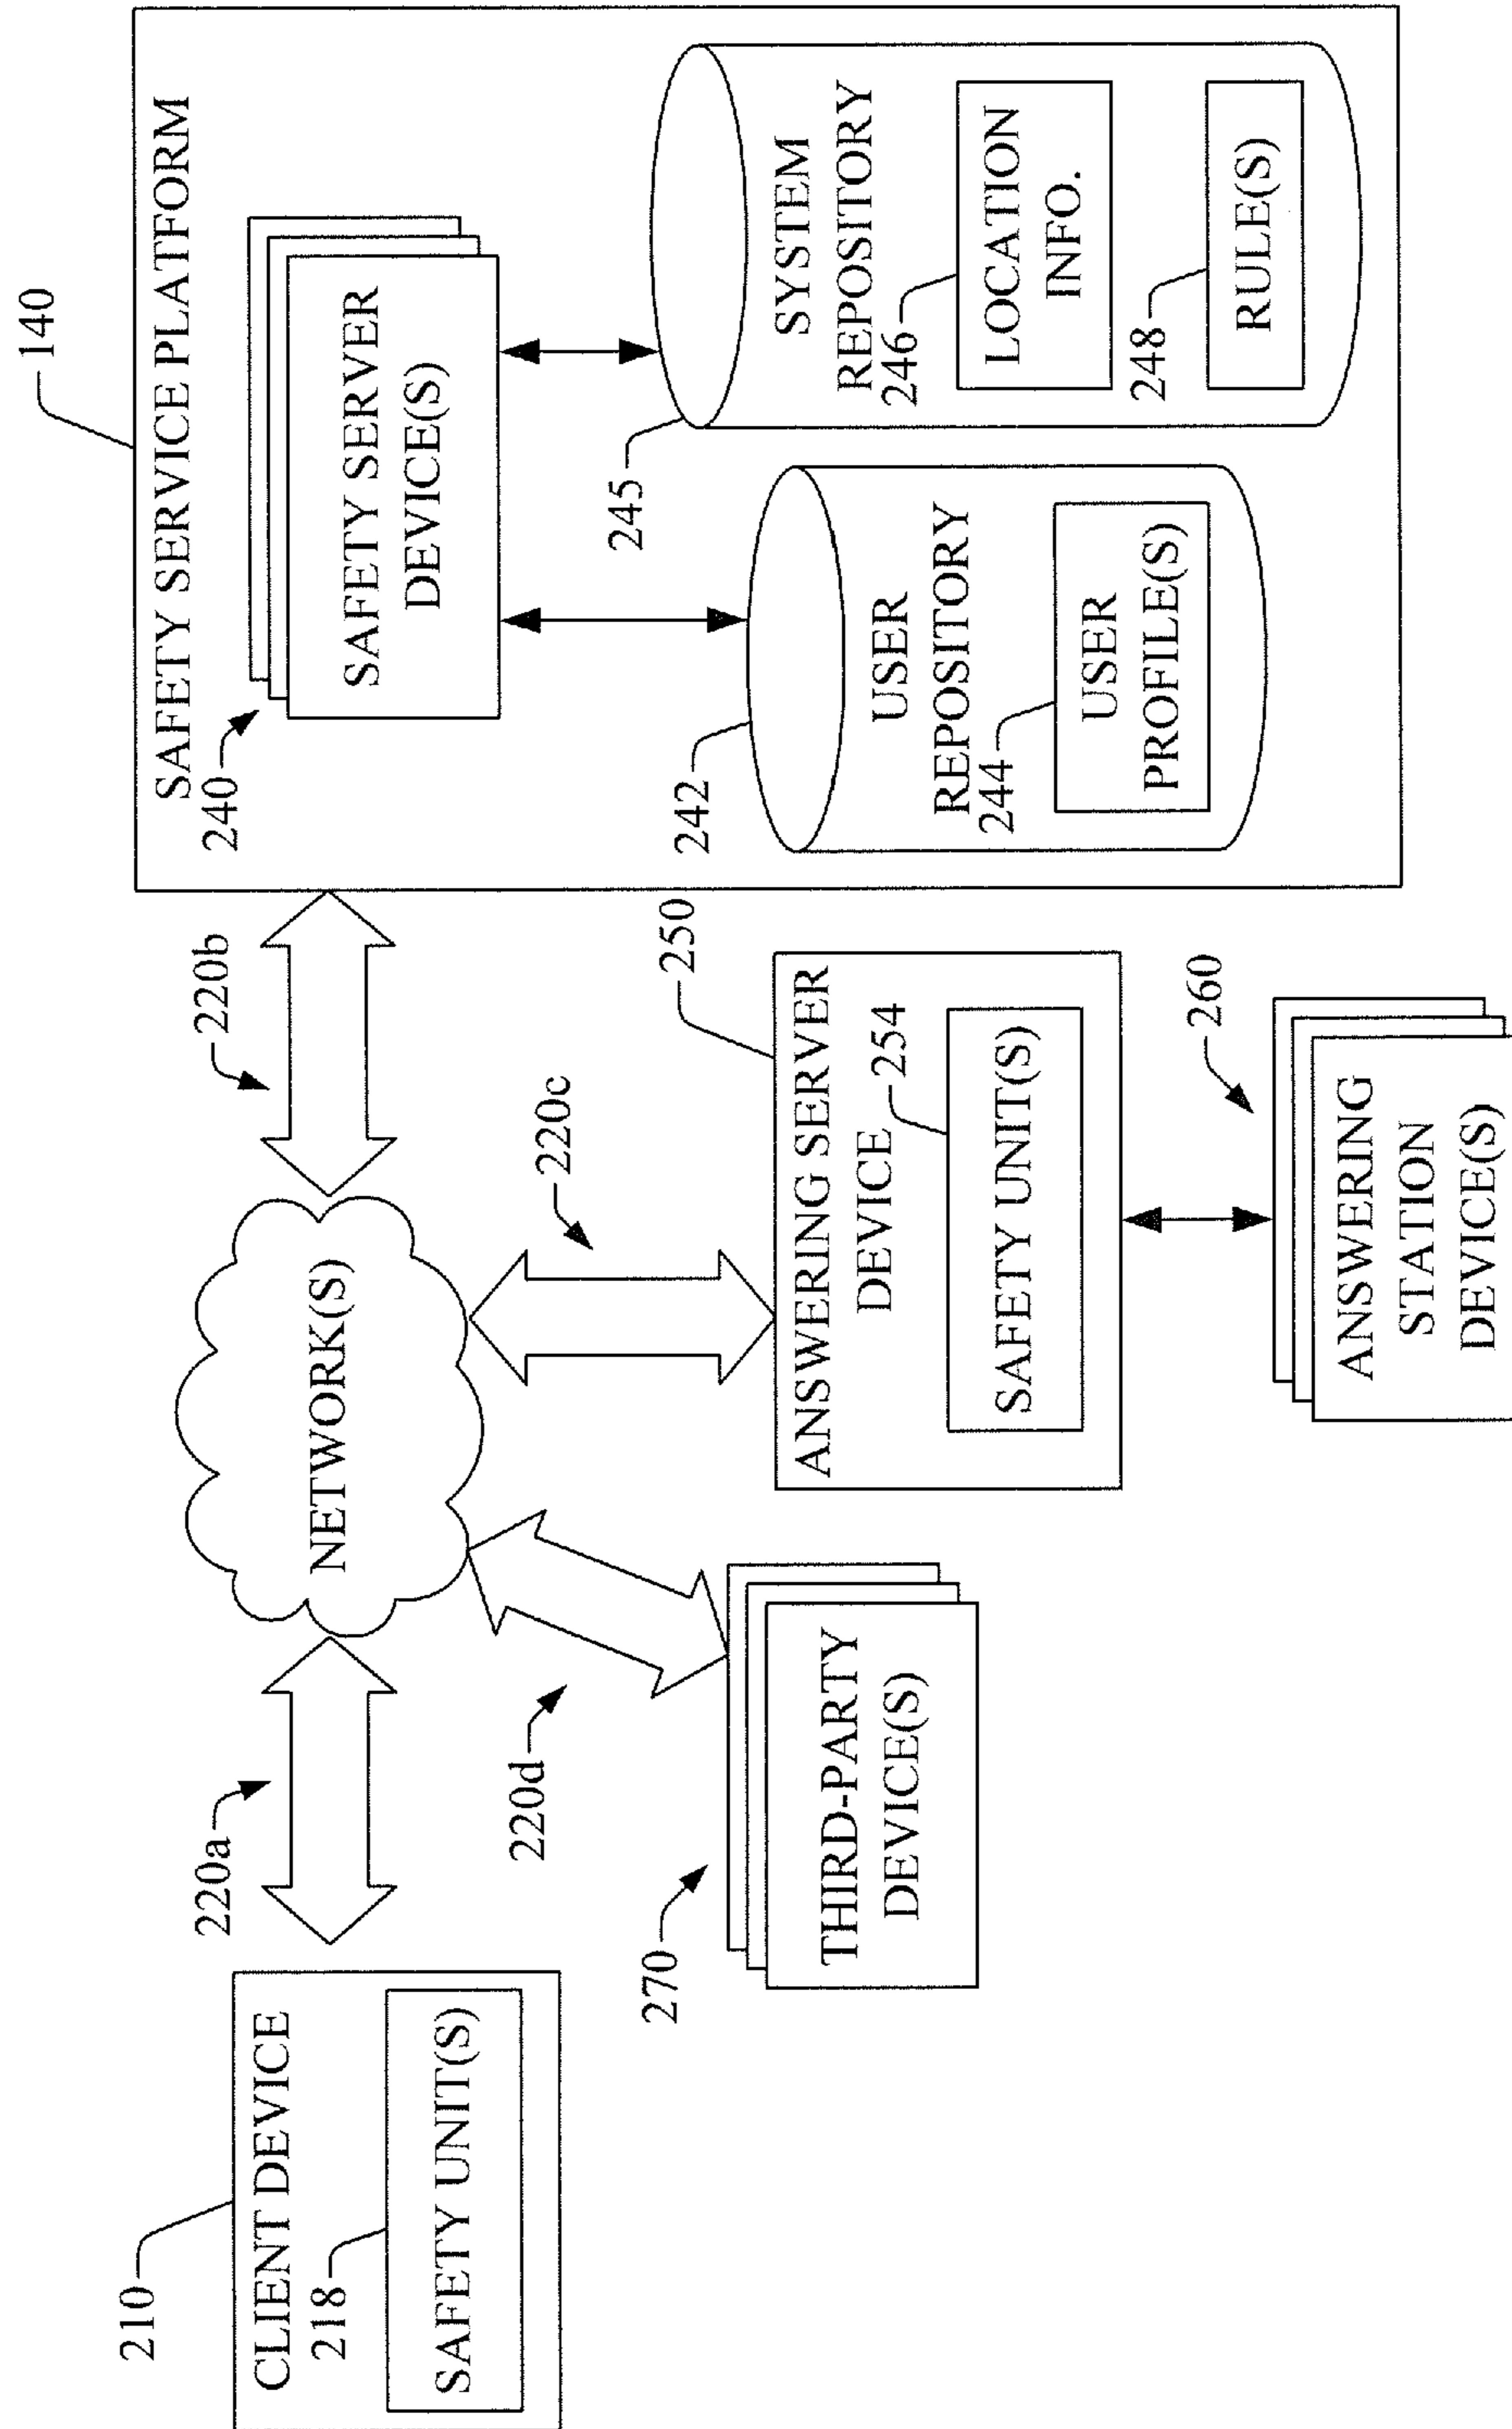 140
SAFETY SERVICE PLATFORM
240
SAFETY SERVER
DEVICE(S)
242
USER
REPOSITORY
244
USER
PROFILE(S)
245
SYSTEM
REPOSITORY
246
LOCATION
INFO.
248
RULE(S)
220b
NETWORK(S)
220a
210
CLIENT DEVICE
218
SAFETY UNIT(S)
220d
270
THIRD-PARTY
DEVICE(S)
220c
250
ANSWERING SERVER
DEVICE
254
SAFETY UNIT(S)
260
ANSWERING
STATION
DEVICE(S)